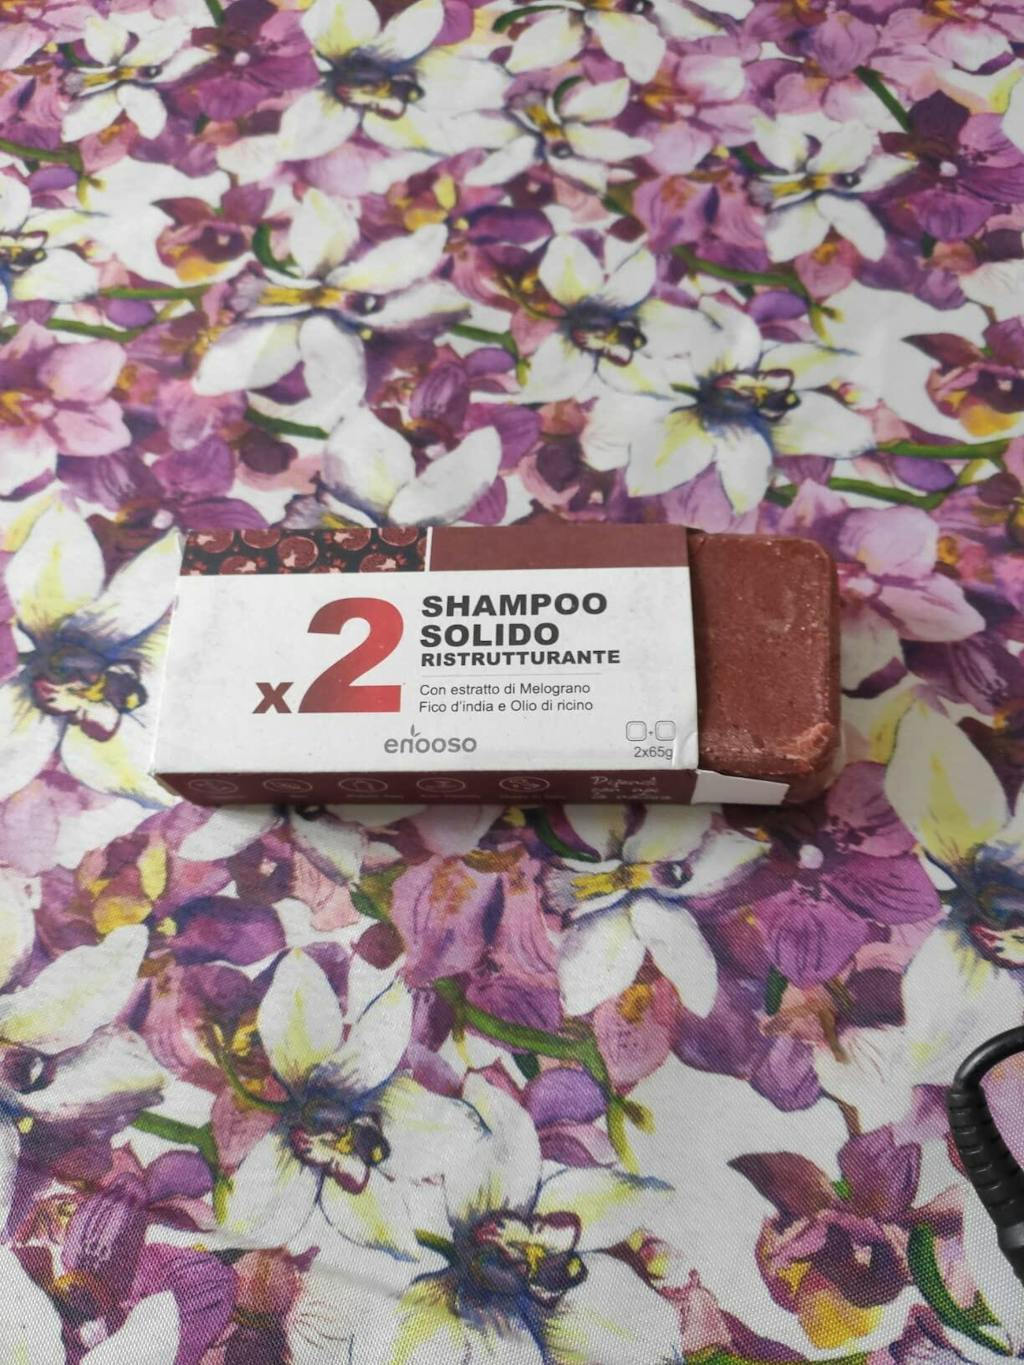 x2
SHAMPOO
SOLIDO
RISTRUTTURANTE
Con estratto di Melograno
Fico d'india e Olio di ricino
enooso
2x65g